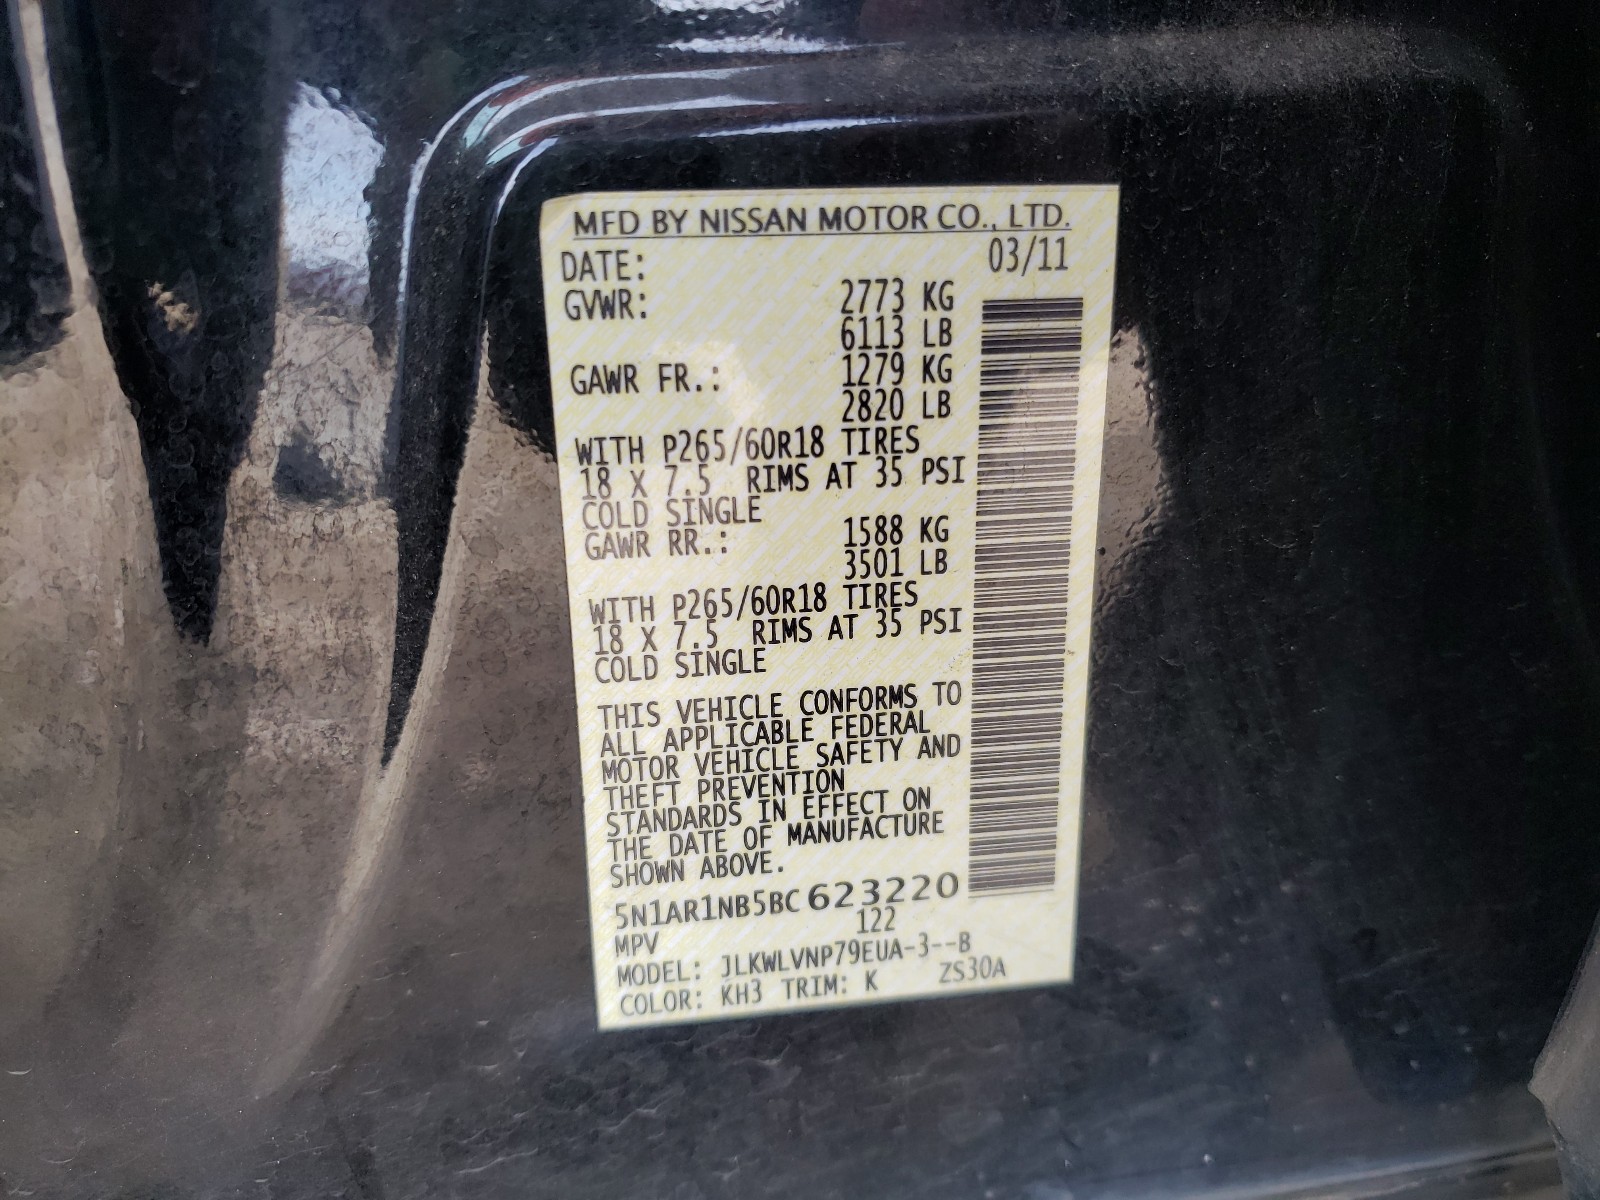 MFD BY NISSAN MOTOR CO., LTD.
DATE: 03/11
GVWR: 2773 KG
6113 LB
GAWR FR.: 1279 KG
2820 LB
WITH P265/60R18 TIRES
18 X 7.5 RIMS AT 35 PSI
COLD SINGLE
GAWR RR.: 1588 KG
3501 LB
WITH P265/60R18 TIRES
18 X 7.5 RIMS AT 35 PSI
COLD SINGLE
THIS VEHICLE CONFORMS TO
ALL APPLICABLE FEDERAL
MOTOR VEHICLE SAFETY AND
THEFT PREVENTION
STANDARDS IN EFFECT ON
THE DATE OF MANUFACTURE
SHOWN ABOVE.
5N1AR1NB5BC623220
MPV 122
MODEL: JLKWLVNP79EUA-3--B
COLOR: KH3 TRIM: K ZS30A